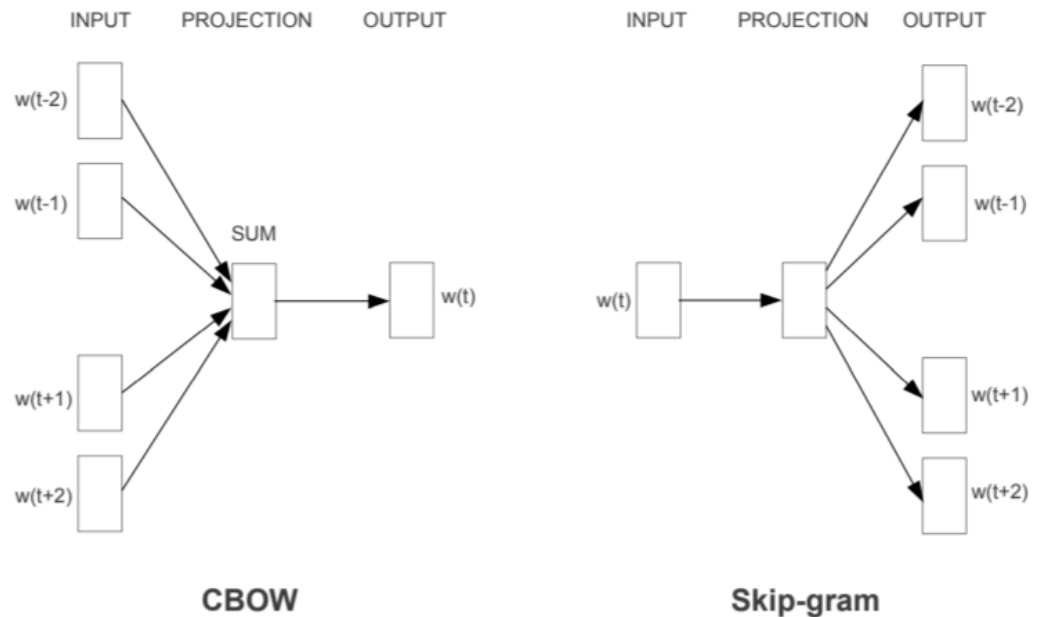 INPUT PROJECTION OUTPUT
w(t-2)
w(t-1)
SUM
w(t)
w(t+1)
w(t+2)
CBOW
INPUT PROJECTION OUTPUT
w(t-2)
w(t-1)
w(t)
w(t+1)
w(t+2)
Skip-gram